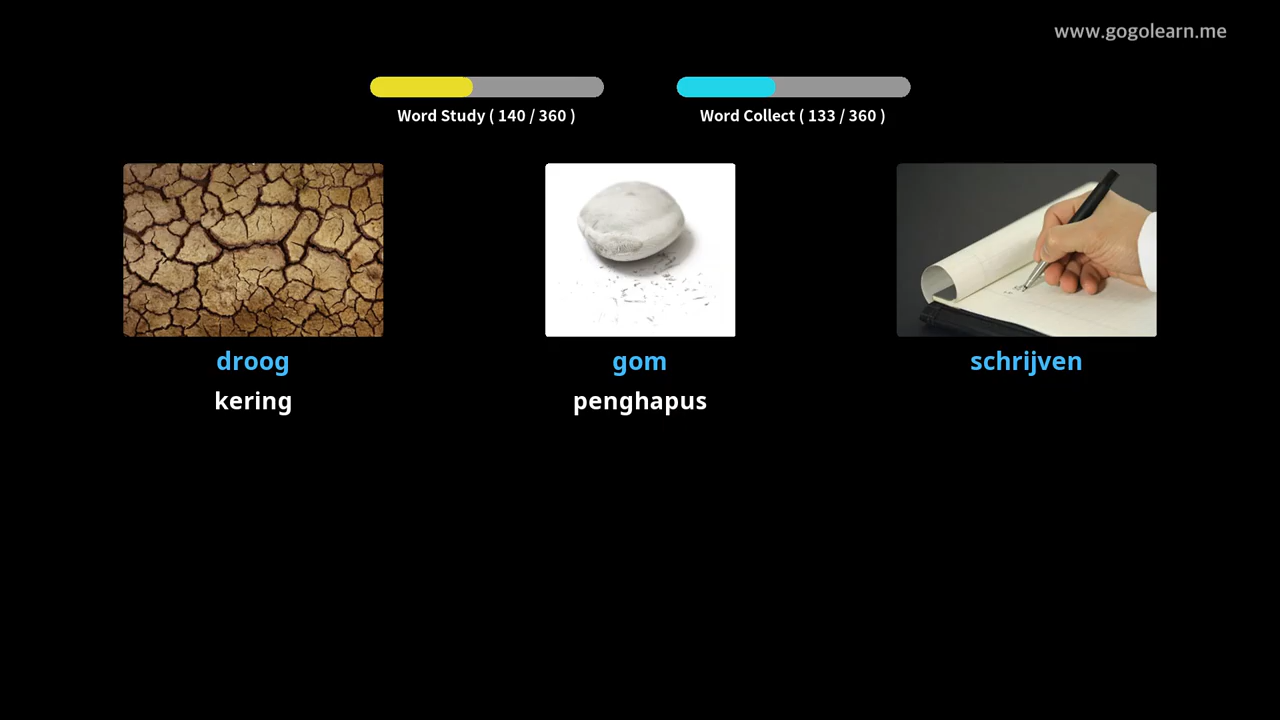 www.gogolearn.me
Word Study ( 140 / 360 )
Word Collect ( 133 / 360 )
droog
gom
schrijven
kering
penghapus